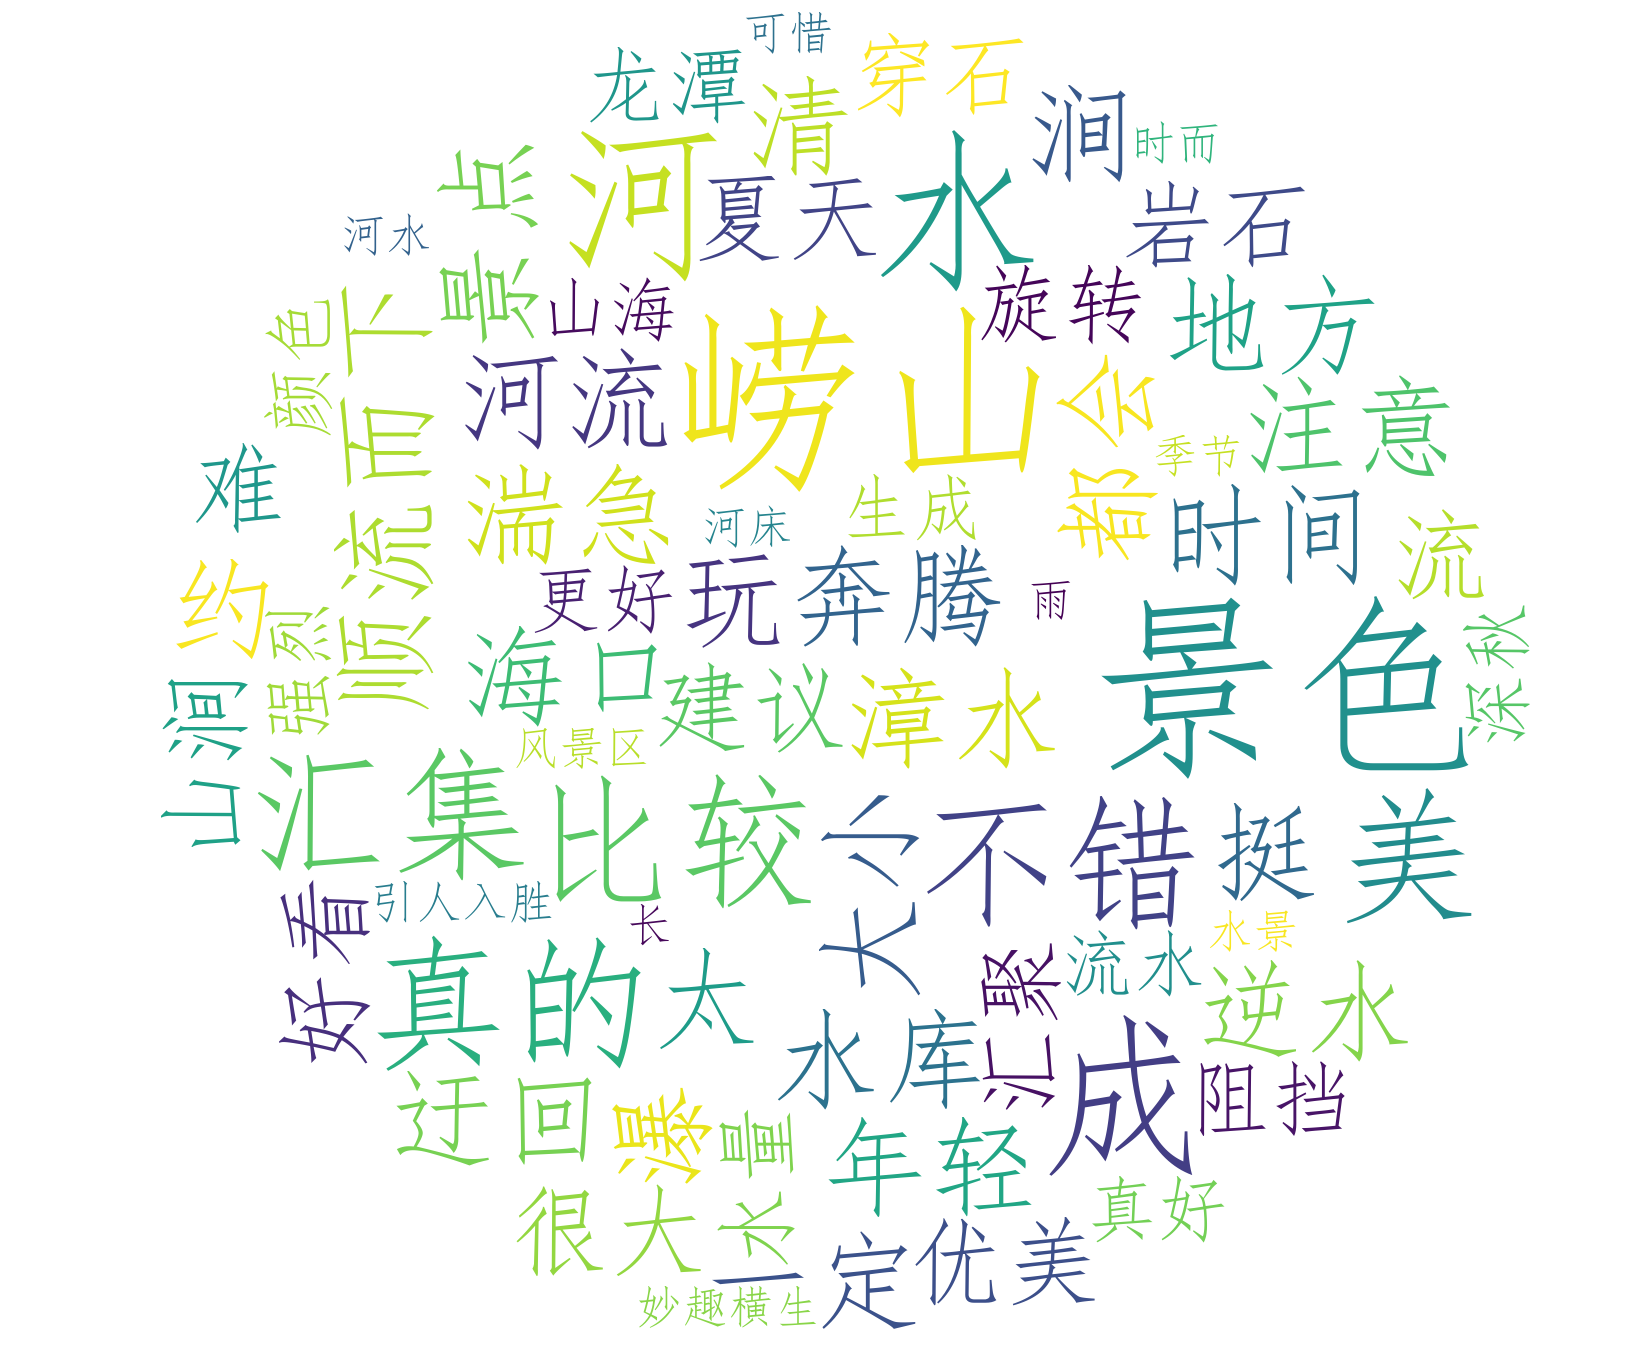 可惜
龙潭
清
穿石
涧
时而
河
夏天
水
岩石
景点
河水
山海
旋转
地方
颜色
顺流而下
河流
崂山
都会
注意
难
湍急
河床
生成
季节
时间
流
约
强烈
更好
玩
奔腾
雨
景色
深秋
山涧
海口
建议
漳水
风景区
汇集
比较
大小
不错
挺
美
好看
引人入胜
长
真的
太
水库
汇聚
流水
水景
逆水
成
阻挡
迂回
瀑
水量
年轻
真好
很大
一定
优美
妙趣横生